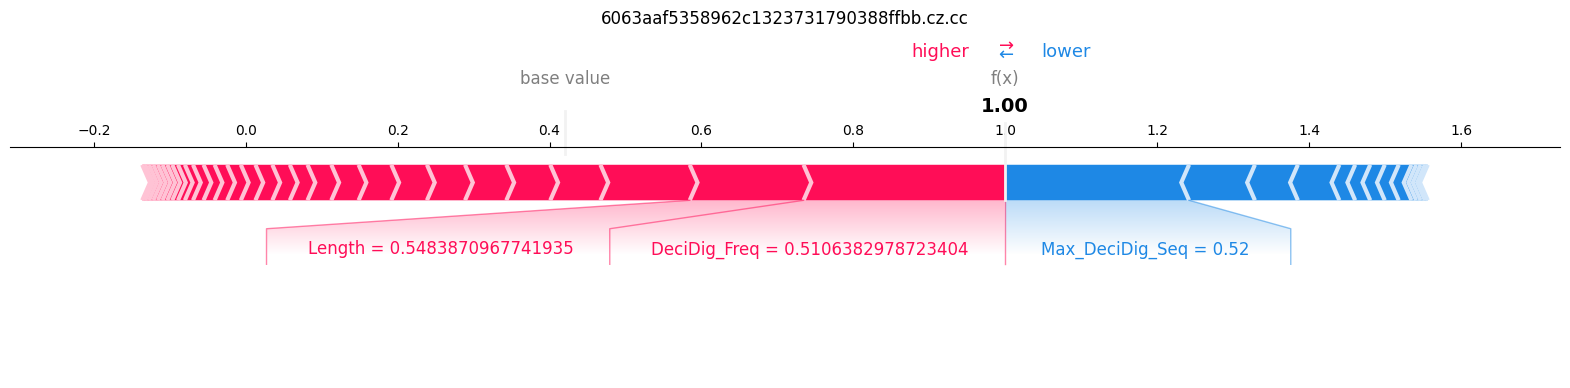 6063aaf5358962c1323731790388ffbb.cz.cc
higher ⇄ lower
base value f(x)
1.00
−0.2 0.0 0.2 0.4 0.6 0.8 1.0 1.2 1.4 1.6
Length = 0.5483870967741935 DeciDig_Freq = 0.5106382978723404 Max_DeciDig_Seq = 0.52